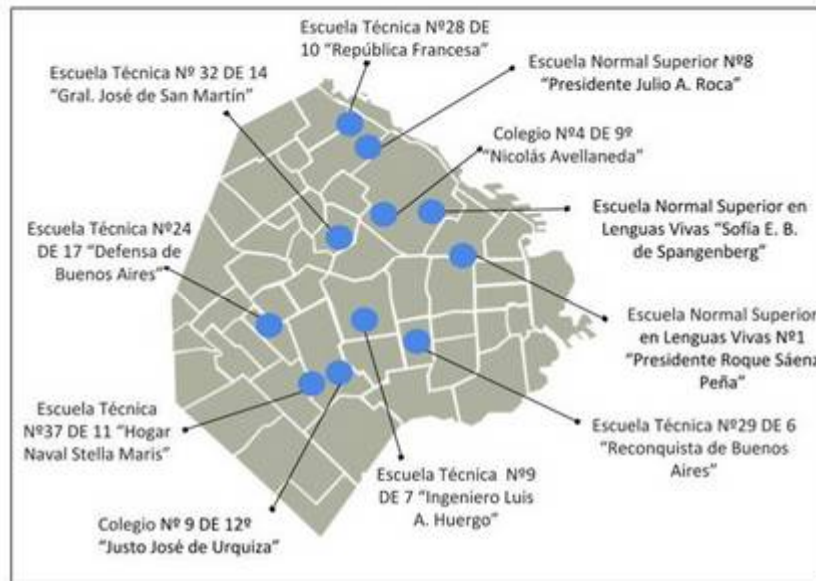 Escuela Técnica Nº28 DE
10 “República Francesa”
Escuela Técnica Nº 32 DE 14
“Gral. José de San Martín”
Escuela Normal Superior Nº8
“Presidente Julio A. Roca”
Colegio Nº4 DE 9º
“Nicolás Avellaneda”
Escuela Técnica Nº24
DE 17 “Defensa de
Buenos Aires”
Escuela Normal Superior en
Lenguas Vivas “Sofía E. B.
de Spangenberg”
Escuela Normal Superior
en Lenguas Vivas Nº1
“Presidente Roque Sáenz
Peña”
Escuela Técnica
Nº37 DE 11 “Hogar
Naval Stella Maris”
Escuela Técnica Nº29 DE 6
“Reconquista de Buenos
Aires”
Escuela Técnica Nº9
DE 7 “Ingeniero Luis
A. Huergo”
Colegio Nº 9 DE 12º
“Justo José de Urquiza”